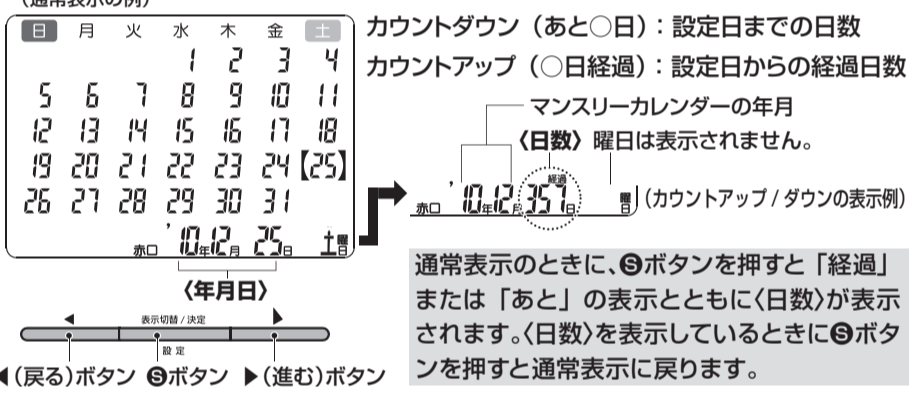 (通常表示の例)
日 月 火 水 木 金 土
1 2 3 4
5 6 7 8 9 10 11
12 13 14 15 16 17 18
19 20 21 22 23 24【25】
26 27 28 29 30 31
赤口 '10年12月 25日 土曜日
〈年月日〉
◀ 表示切替/決定 ▶
設定
◀(戻る)ボタン Ⓢボタン ▶(進む)ボタン
カウントダウン(あと○日):設定日までの日数
カウントアップ(○日経過):設定日からの経過日数
マンスリーカレンダーの年月
〈日数〉曜日は表示されません。
赤口 '10年12月 357日 経過 曜日 (カウントアップ/ダウンの表示例)
通常表示のときに、Ⓢボタンを押すと「経過」
または「あと」の表示とともに〈日数〉が表示
されます。〈日数〉を表示しているときにⓈボタ
ンを押すと通常表示に戻ります。